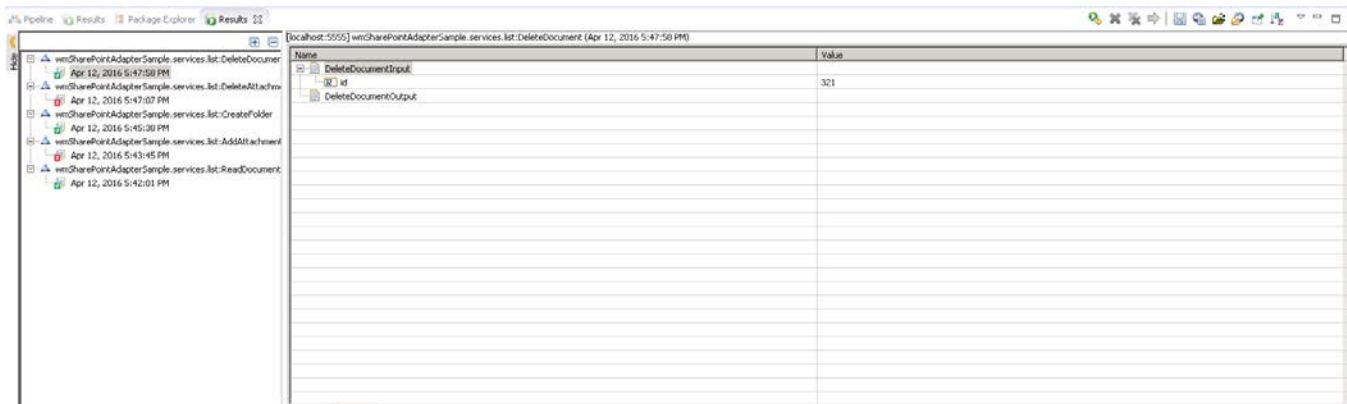 Pipeline Results Package Explorer Results
[localhost:5555] wmSharePointAdapterSample.services.list:DeleteDocument (Apr 12, 2016 5:47:58 PM)
Hide
wmSharePointAdapterSample.services.list::DeleteDocumer
Apr 12, 2016 5:47:58 PM
wmSharePointAdapterSample.services.list::DeleteAttachme
Apr 12, 2016 5:47:07 PM
wmSharePointAdapterSample.services.list::CreateFolder
Apr 12, 2016 5:45:30 PM
wmSharePointAdapterSample.services.list::AddAttachment
Apr 12, 2016 5:43:45 PM
wmSharePointAdapterSample.services.list::ReadDocument
Apr 12, 2016 5:42:01 PM
Name Value
DeleteDocumentInput
id 321
DeleteDocumentOutput